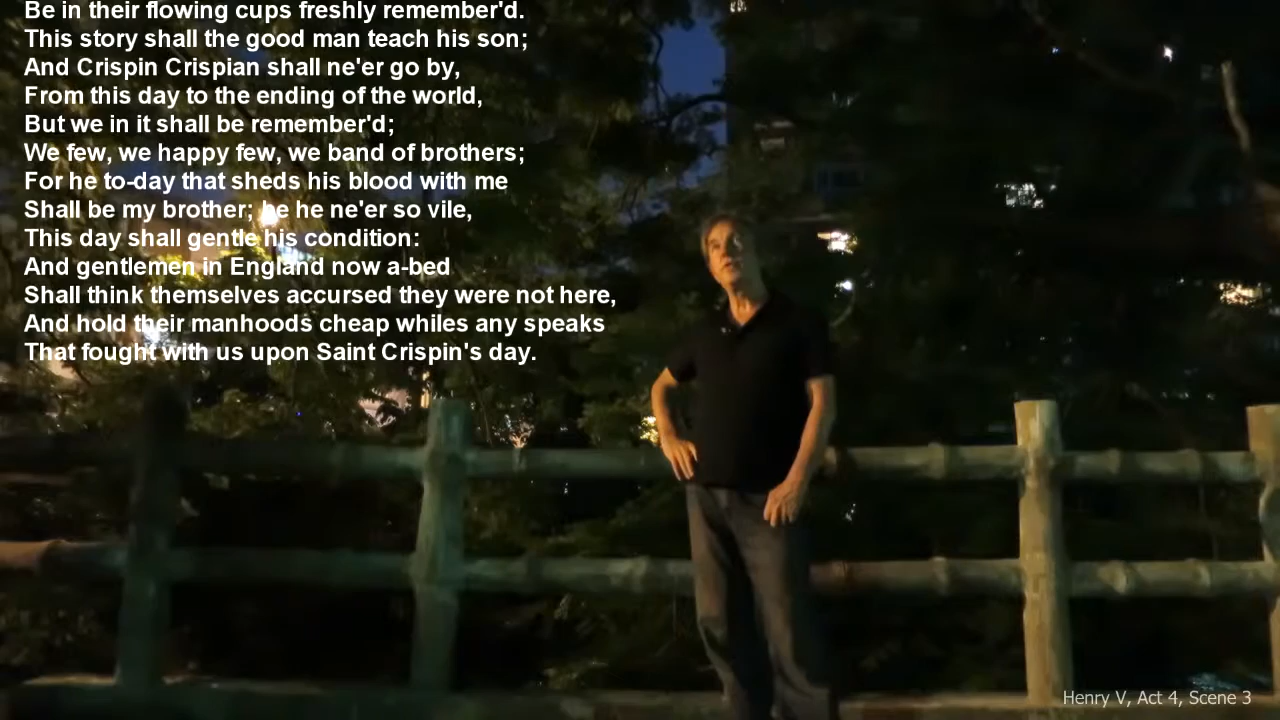 Be in their flowing cups freshly remember'd.
This story shall the good man teach his son;
And Crispin Crispian shall ne'er go by,
From this day to the ending of the world,
But we in it shall be remember'd;
We few, we happy few, we band of brothers;
For he to-day that sheds his blood with me
Shall be my brother; be he ne'er so vile,
This day shall gentle his condition:
And gentlemen in England now a-bed
Shall think themselves accursed they were not here,
And hold their manhoods cheap whiles any speaks
That fought with us upon Saint Crispin's day.
Henry V, Act 4, Scene 3